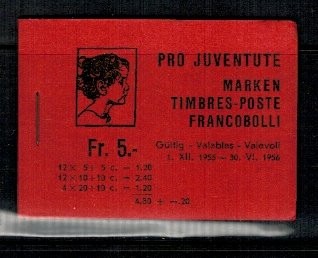 PRO JUVENTUTE
MARKEN
TIMBRES-POSTE
FRANCOBOLLI
Fr. 5.-
Gültig - Valables - Valevoli
1. XII. 1955 — 30. VI. 1956
12 × 5 + 5 c. = 1.20
12 × 10 + 10 c. = 2.40
4 × 20 + 10 c. = 1.20
4.80 + -.20